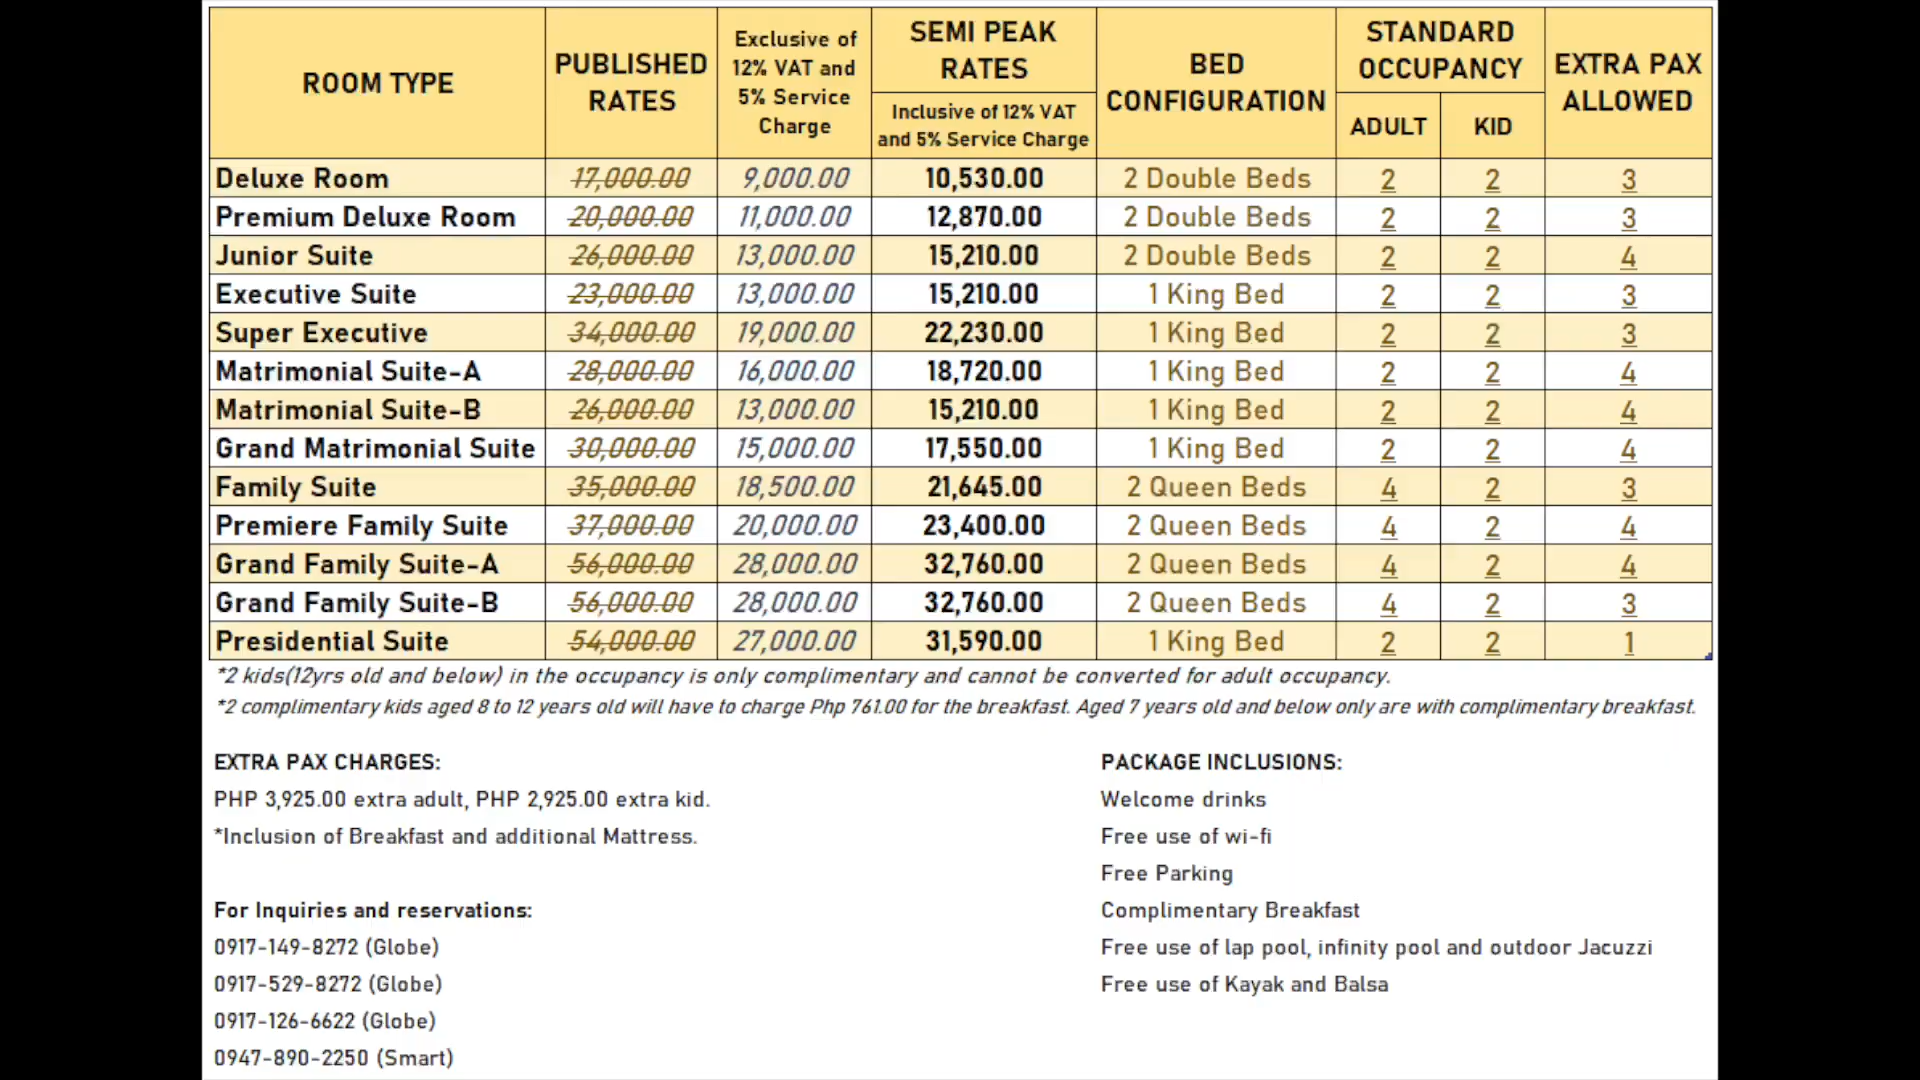 ROOM TYPE PUBLISHED RATES Exclusive of 12% VAT and 5% Service Charge SEMI PEAK RATES Inclusive of 12% VAT and 5% Service Charge BED CONFIGURATION STANDARD OCCUPANCY ADULT KID EXTRA PAX ALLOWED
Deluxe Room 17,000.00 9,000.00 10,530.00 2 Double Beds 2 2 3
Premium Deluxe Room 20,000.00 11,000.00 12,870.00 2 Double Beds 2 2 3
Junior Suite 26,000.00 13,000.00 15,210.00 2 Double Beds 2 2 4
Executive Suite 23,000.00 13,000.00 15,210.00 1 King Bed 2 2 3
Super Executive 34,000.00 19,000.00 22,230.00 1 King Bed 2 2 3
Matrimonial Suite-A 28,000.00 16,000.00 18,720.00 1 King Bed 2 2 4
Matrimonial Suite-B 26,000.00 13,000.00 15,210.00 1 King Bed 2 2 4
Grand Matrimonial Suite 30,000.00 15,000.00 17,550.00 1 King Bed 2 2 4
Family Suite 35,000.00 18,500.00 21,645.00 2 Queen Beds 4 2 3
Premiere Family Suite 37,000.00 20,000.00 23,400.00 2 Queen Beds 4 2 4
Grand Family Suite-A 56,000.00 28,000.00 32,760.00 2 Queen Beds 4 2 4
Grand Family Suite-B 56,000.00 28,000.00 32,760.00 2 Queen Beds 4 2 3
Presidential Suite 54,000.00 27,000.00 31,590.00 1 King Bed 2 2 1
*2 kids(12yrs old and below) in the occupancy is only complimentary and cannot be converted for adult occupancy.
*2 complimentary kids aged 8 to 12 years old will have to charge Php 761.00 for the breakfast. Aged 7 years old and below only are with complimentary breakfast.
EXTRA PAX CHARGES:
PHP 3,925.00 extra adult, PHP 2,925.00 extra kid.
*Inclusion of Breakfast and additional Mattress.
For Inquiries and reservations:
0917-149-8272 (Globe)
0917-529-8272 (Globe)
0917-126-6622 (Globe)
0947-890-2250 (Smart)
PACKAGE INCLUSIONS:
Welcome drinks
Free use of wi-fi
Free Parking
Complimentary Breakfast
Free use of lap pool, infinity pool and outdoor Jacuzzi
Free use of Kayak and Balsa